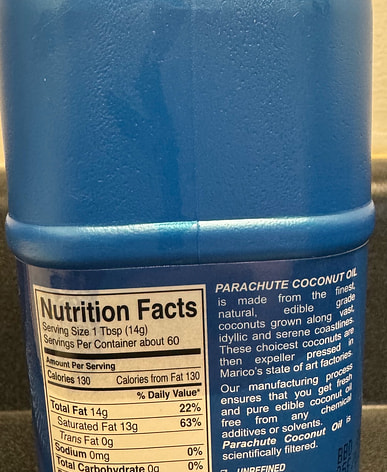 Nutrition Facts
Serving Size 1 Tbsp (14g)
Servings Per Container about 60
Amount Per Serving
Calories 130 Calories from Fat 130
% Daily Value*
Total Fat 14g 22%
Saturated Fat 13g 63%
Trans Fat 0g
Sodium 0mg 0%
Total Carbohydrate 0g 0%
PARACHUTE COCONUT OIL
is made from the finest,
natural, edible grade
coconuts grown along vast,
idyllic and serene coastlines.
These choicest coconuts are
then expeller pressed in
Marico's state of art factories.
Our manufacturing process
ensures that you get fresh
and pure edible coconut oil
free from any chemical
additives or solvents.
Parachute Coconut Oil is
scientifically filtered.
UNREFINED